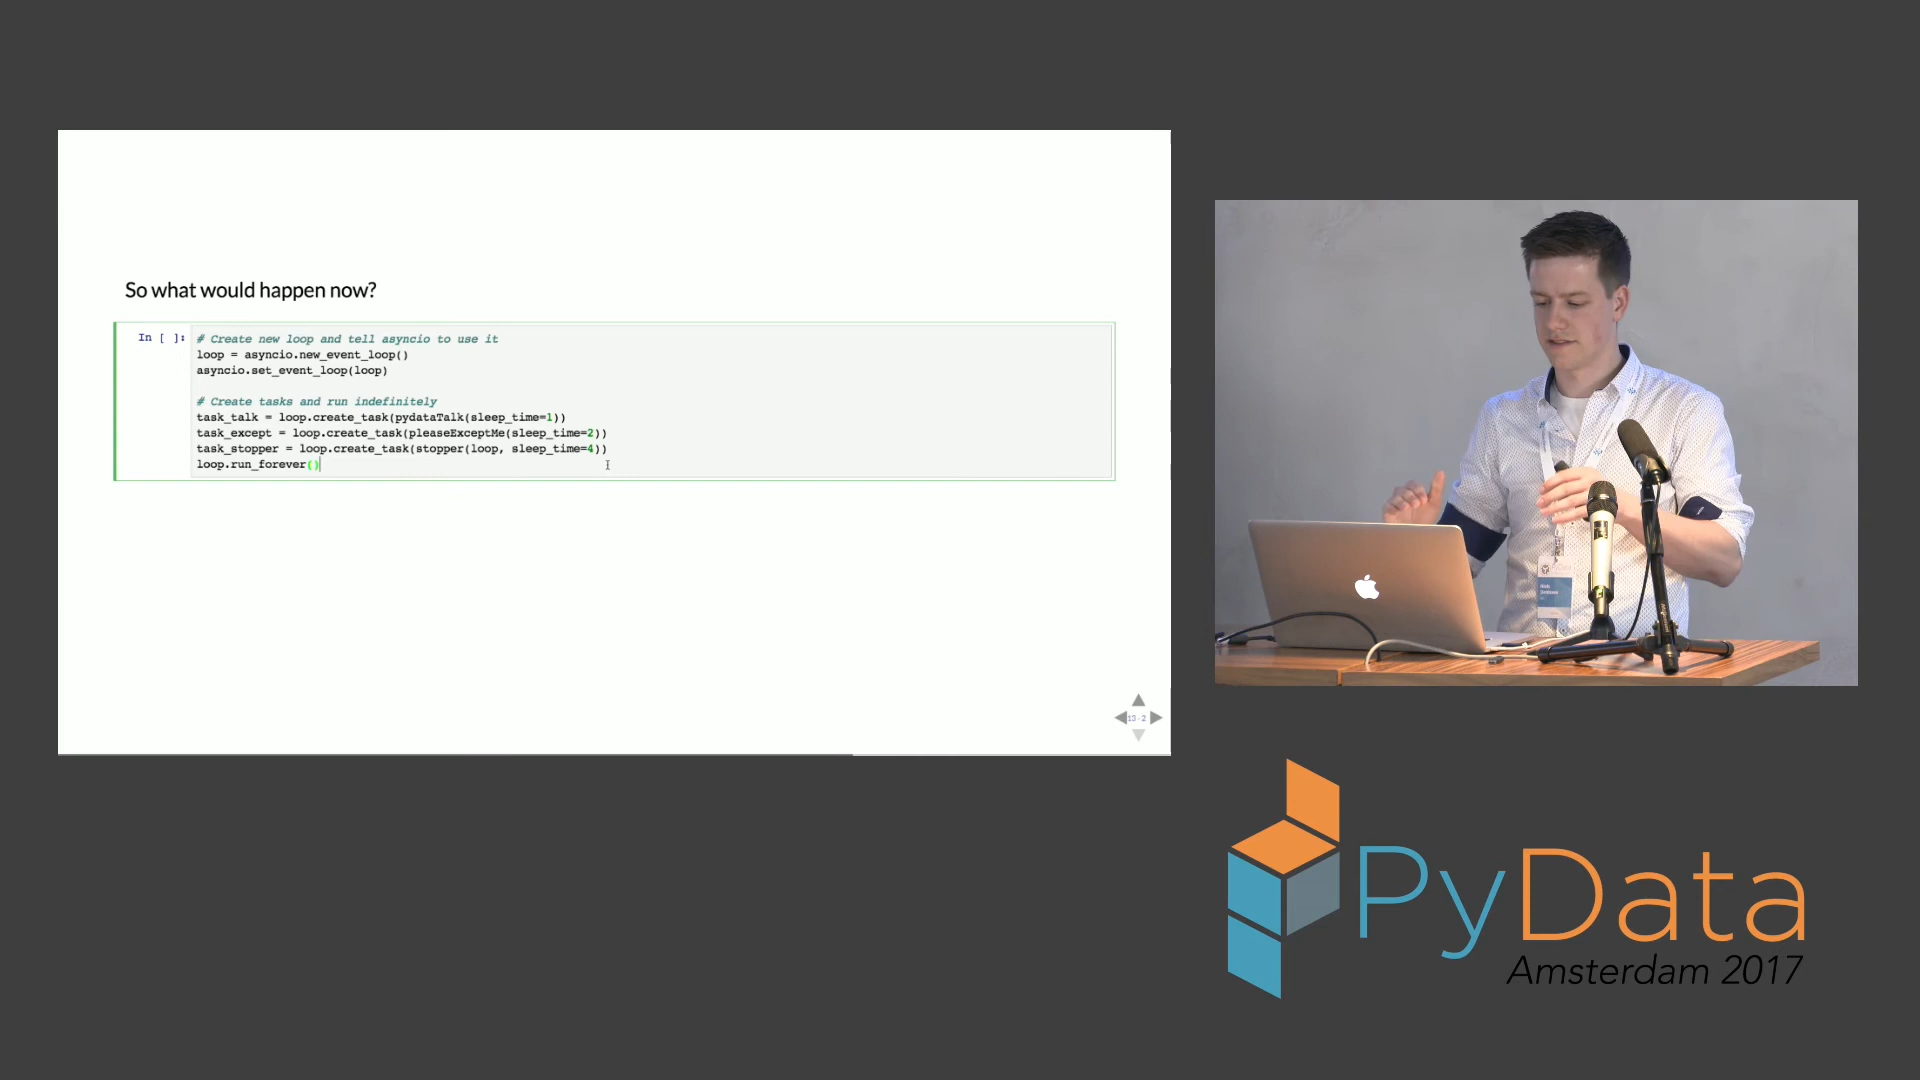 So what would happen now?
In [ ]:
# Create new loop and tell asyncio to use it
loop = asyncio.new_event_loop()
asyncio.set_event_loop(loop)
# Create tasks and run indefinitely
task_talk = loop.create_task(pydataTalk(sleep_time=1))
task_except = loop.create_task(pleaseExceptMe(sleep_time=2))
task_stopper = loop.create_task(stopper(loop, sleep_time=4))
loop.run_forever()
13-2
PyData
Amsterdam 2017